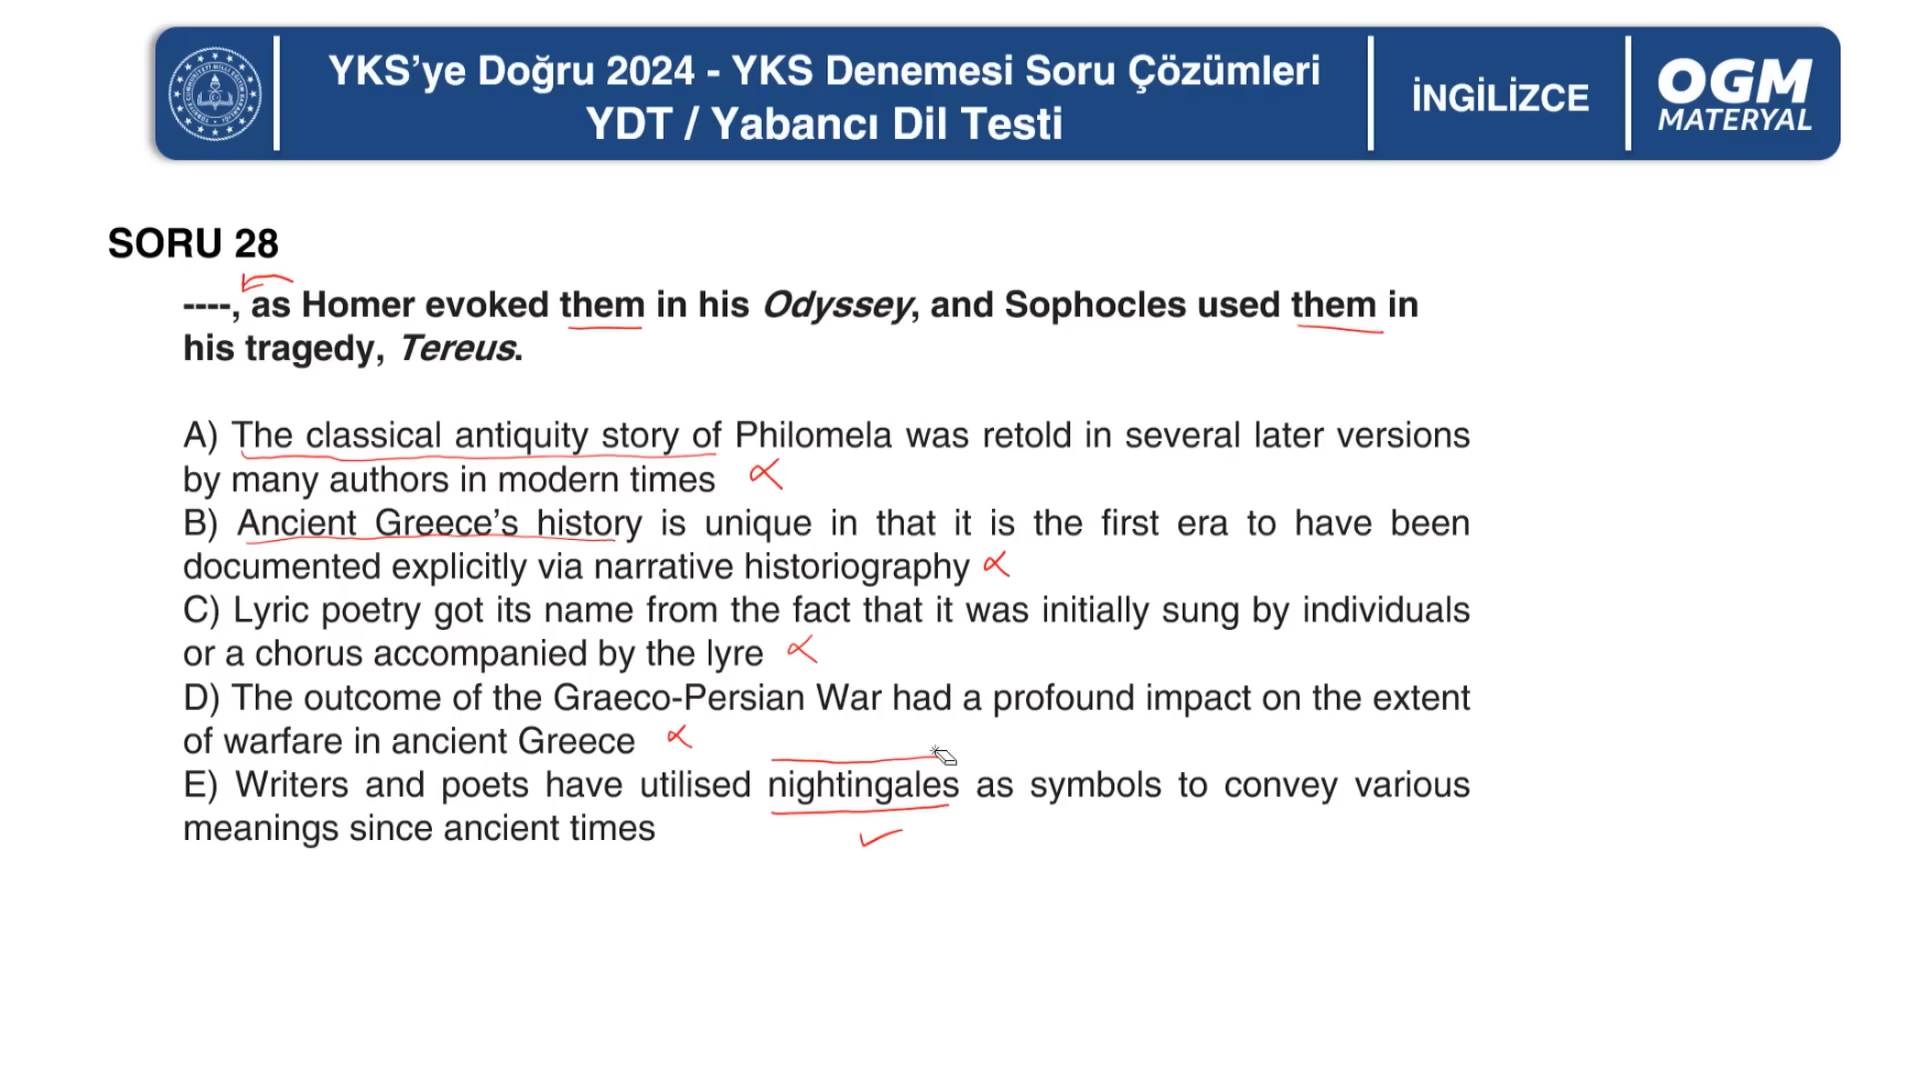 YKS’ye Doğru 2024 - YKS Denemesi Soru Çözümleri
YDT / Yabancı Dil Testi
İNGİLİZCE
OGM
MATERYAL
SORU 28
----, as Homer evoked them in his Odyssey, and Sophocles used them in
his tragedy, Tereus.
A) The classical antiquity story of Philomela was retold in several later versions
by many authors in modern times
B) Ancient Greece’s history is unique in that it is the first era to have been
documented explicitly via narrative historiography
C) Lyric poetry got its name from the fact that it was initially sung by individuals
or a chorus accompanied by the lyre
D) The outcome of the Graeco-Persian War had a profound impact on the extent
of warfare in ancient Greece
E) Writers and poets have utilised nightingales as symbols to convey various
meanings since ancient times